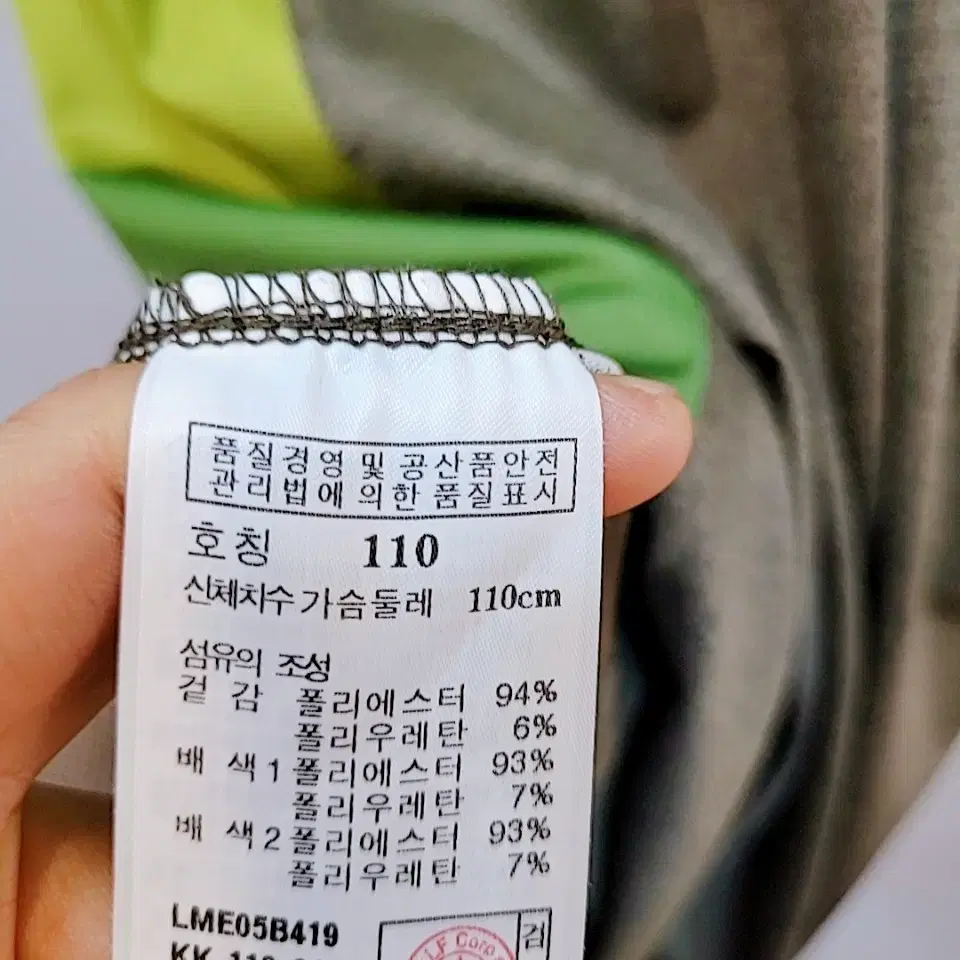 품질경영 및 공산품안전
관리법에 의한 품질표시
호칭 110
신체치수 가슴둘레 110cm
섬유의 조성
겉 감 폴리에스터 94%
폴리우레탄 6%
배 색1 폴리에스터 93%
폴리우레탄 7%
배 색2 폴리에스터 93%
폴리우레탄 7%
LME05B419
KK
LF Corp
검